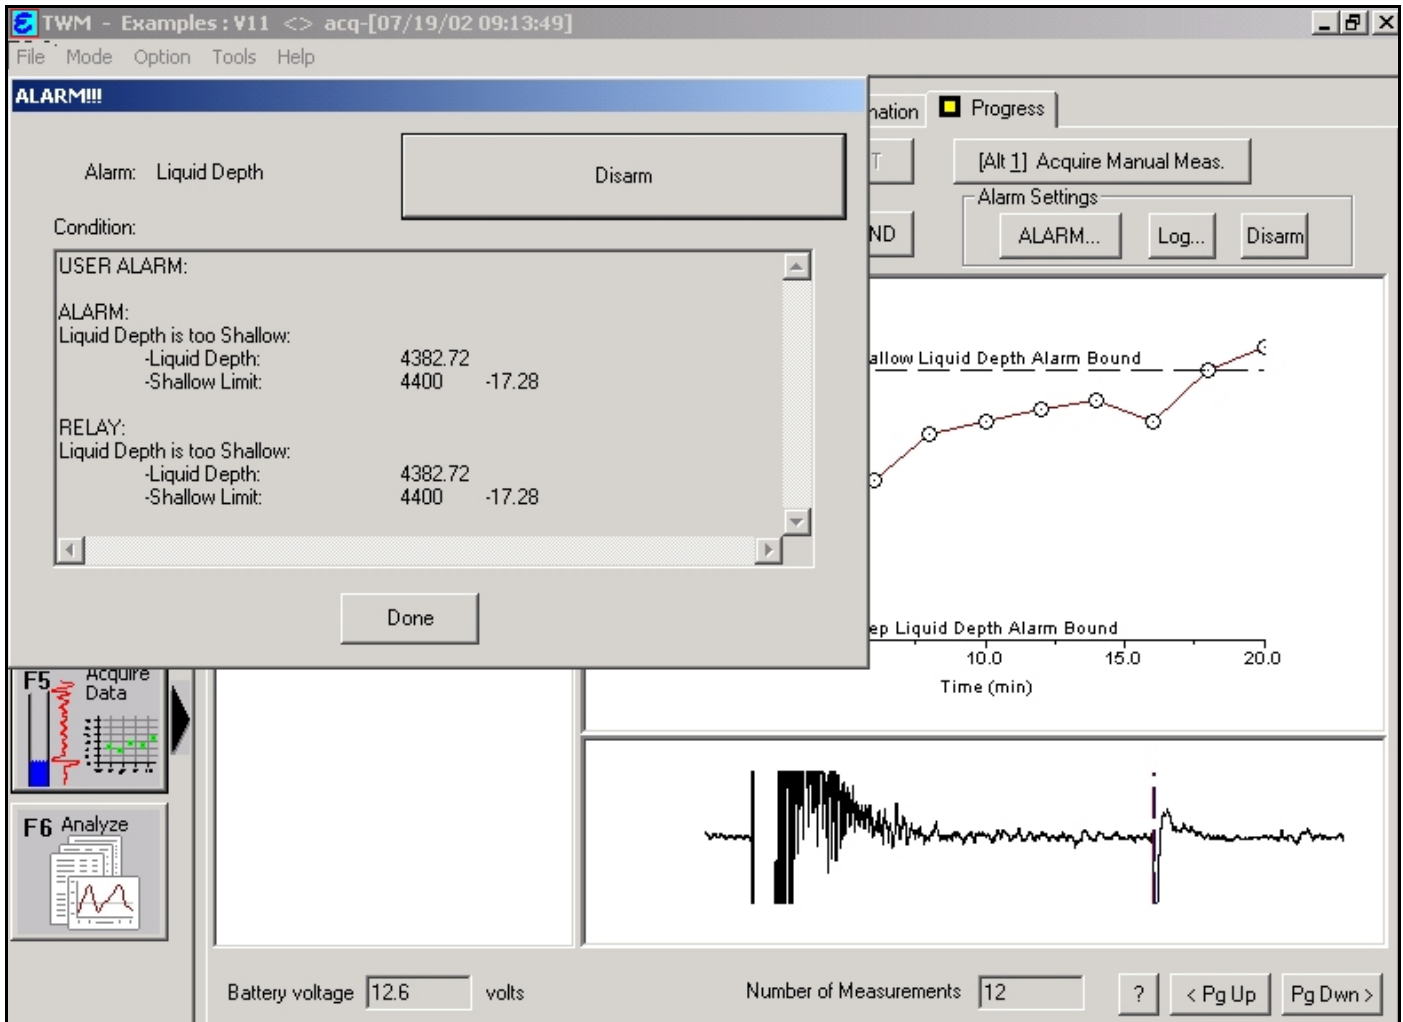 TWM - Examples : V11 <> acq-[07/19/02 09:13:49]
File Mode Option Tools Help
ALARM!!!
Alarm: Liquid Depth
Disarm
Condition:
USER ALARM:
ALARM:
Liquid Depth is too Shallow:
-Liquid Depth: 4382.72
-Shallow Limit: 4400 -17.28
RELAY:
Liquid Depth is too Shallow:
-Liquid Depth: 4382.72
-Shallow Limit: 4400 -17.28
Done
nation
Progress
T
[Alt 1] Acquire Manual Meas.
Alarm Settings
ND
ALARM...
Log...
Disarm
allow Liquid Depth Alarm Bound
ep Liquid Depth Alarm Bound
10.0 15.0 20.0
Time (min)
F5 Acquire
Data
F6 Analyze
Battery voltage 12.6 volts
Number of Measurements 12
?
< Pg Up
Pg Dwn >